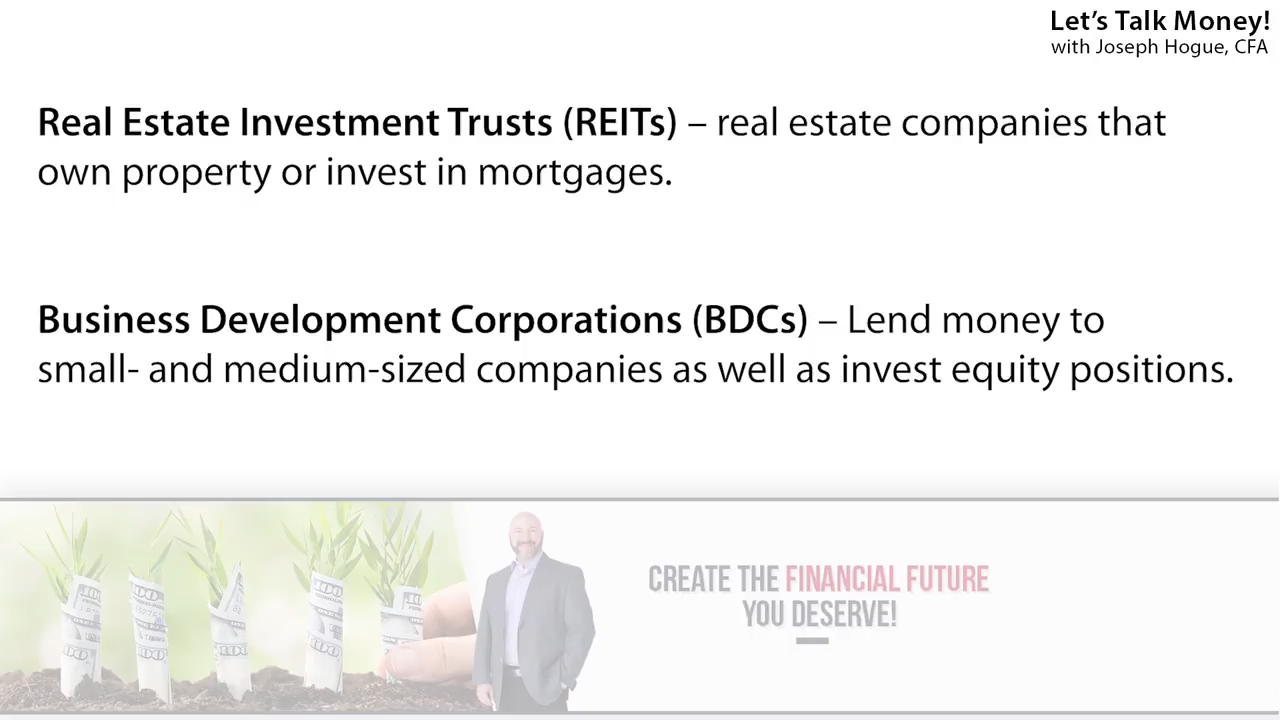 Let's Talk Money!
with Joseph Hogue, CFA
Real Estate Investment Trusts (REITs) – real estate companies that
own property or invest in mortgages.
Business Development Corporations (BDCs) – Lend money to
small- and medium-sized companies as well as invest equity positions.
CREATE THE FINANCIAL FUTURE
YOU DESERVE!